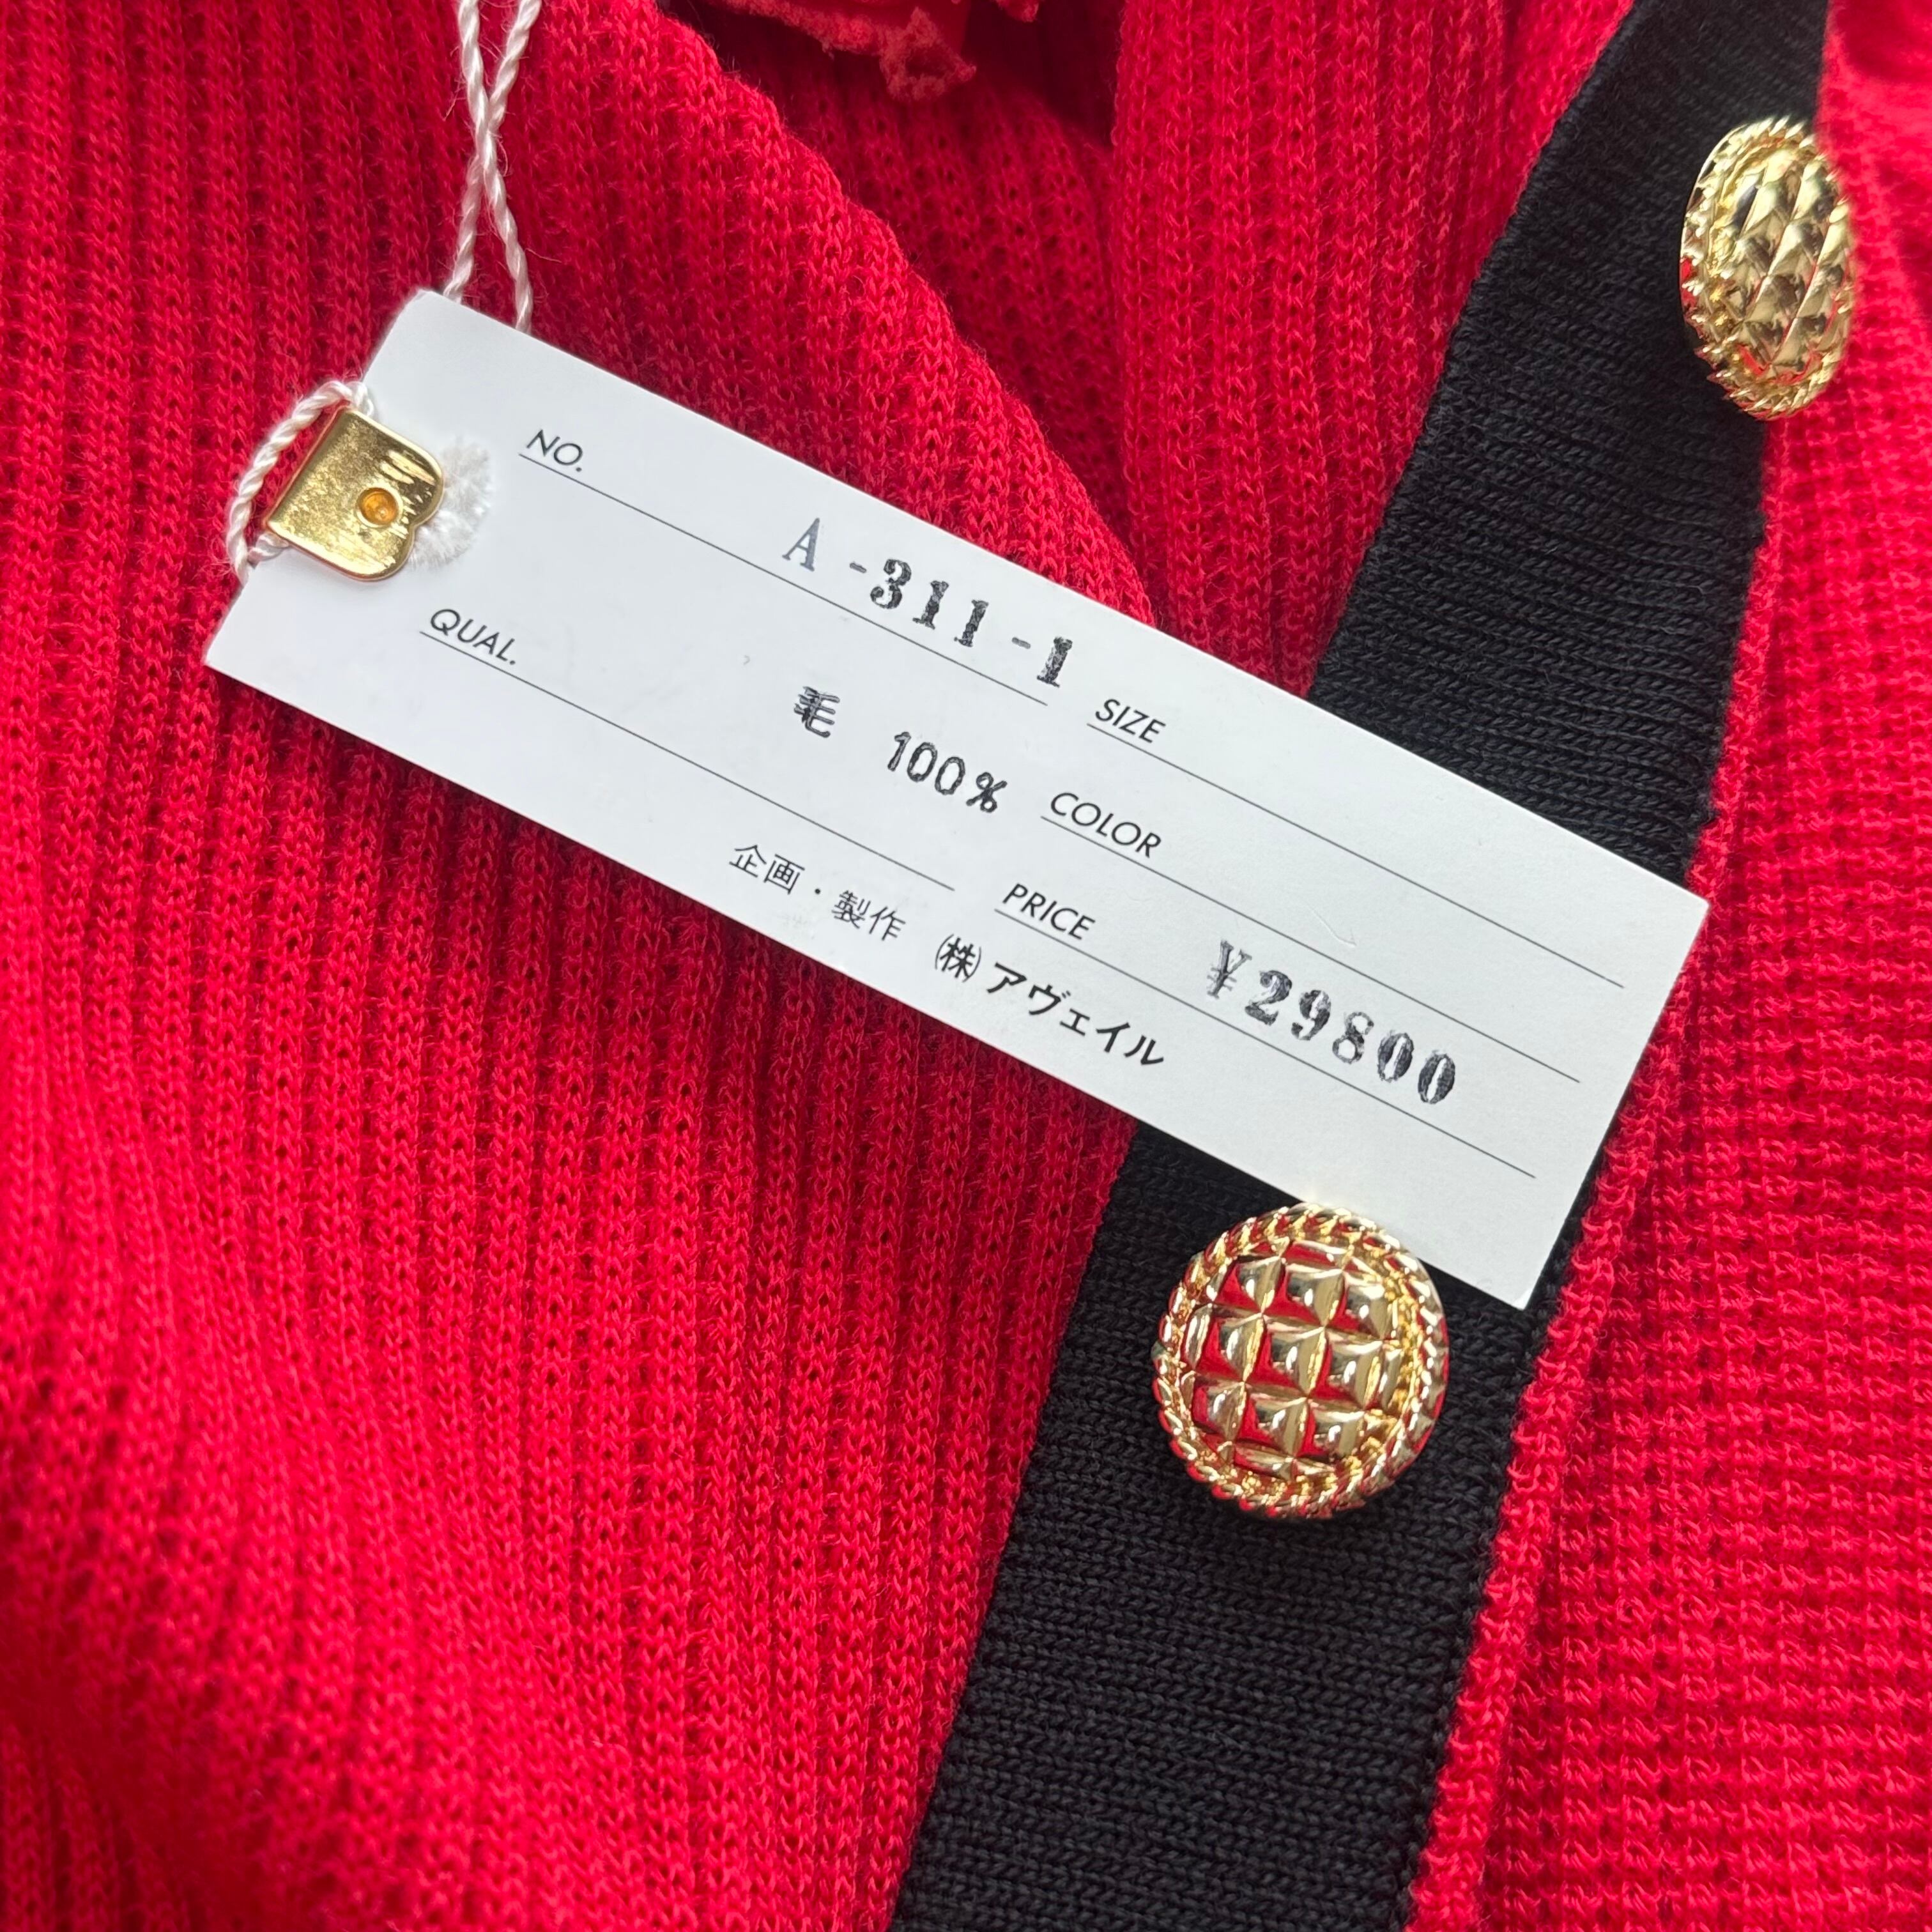 NO. A-311-1
QUAL. 毛 100%
SIZE
COLOR
PRICE ¥29800
企画・製作 ㈱アヴェイル